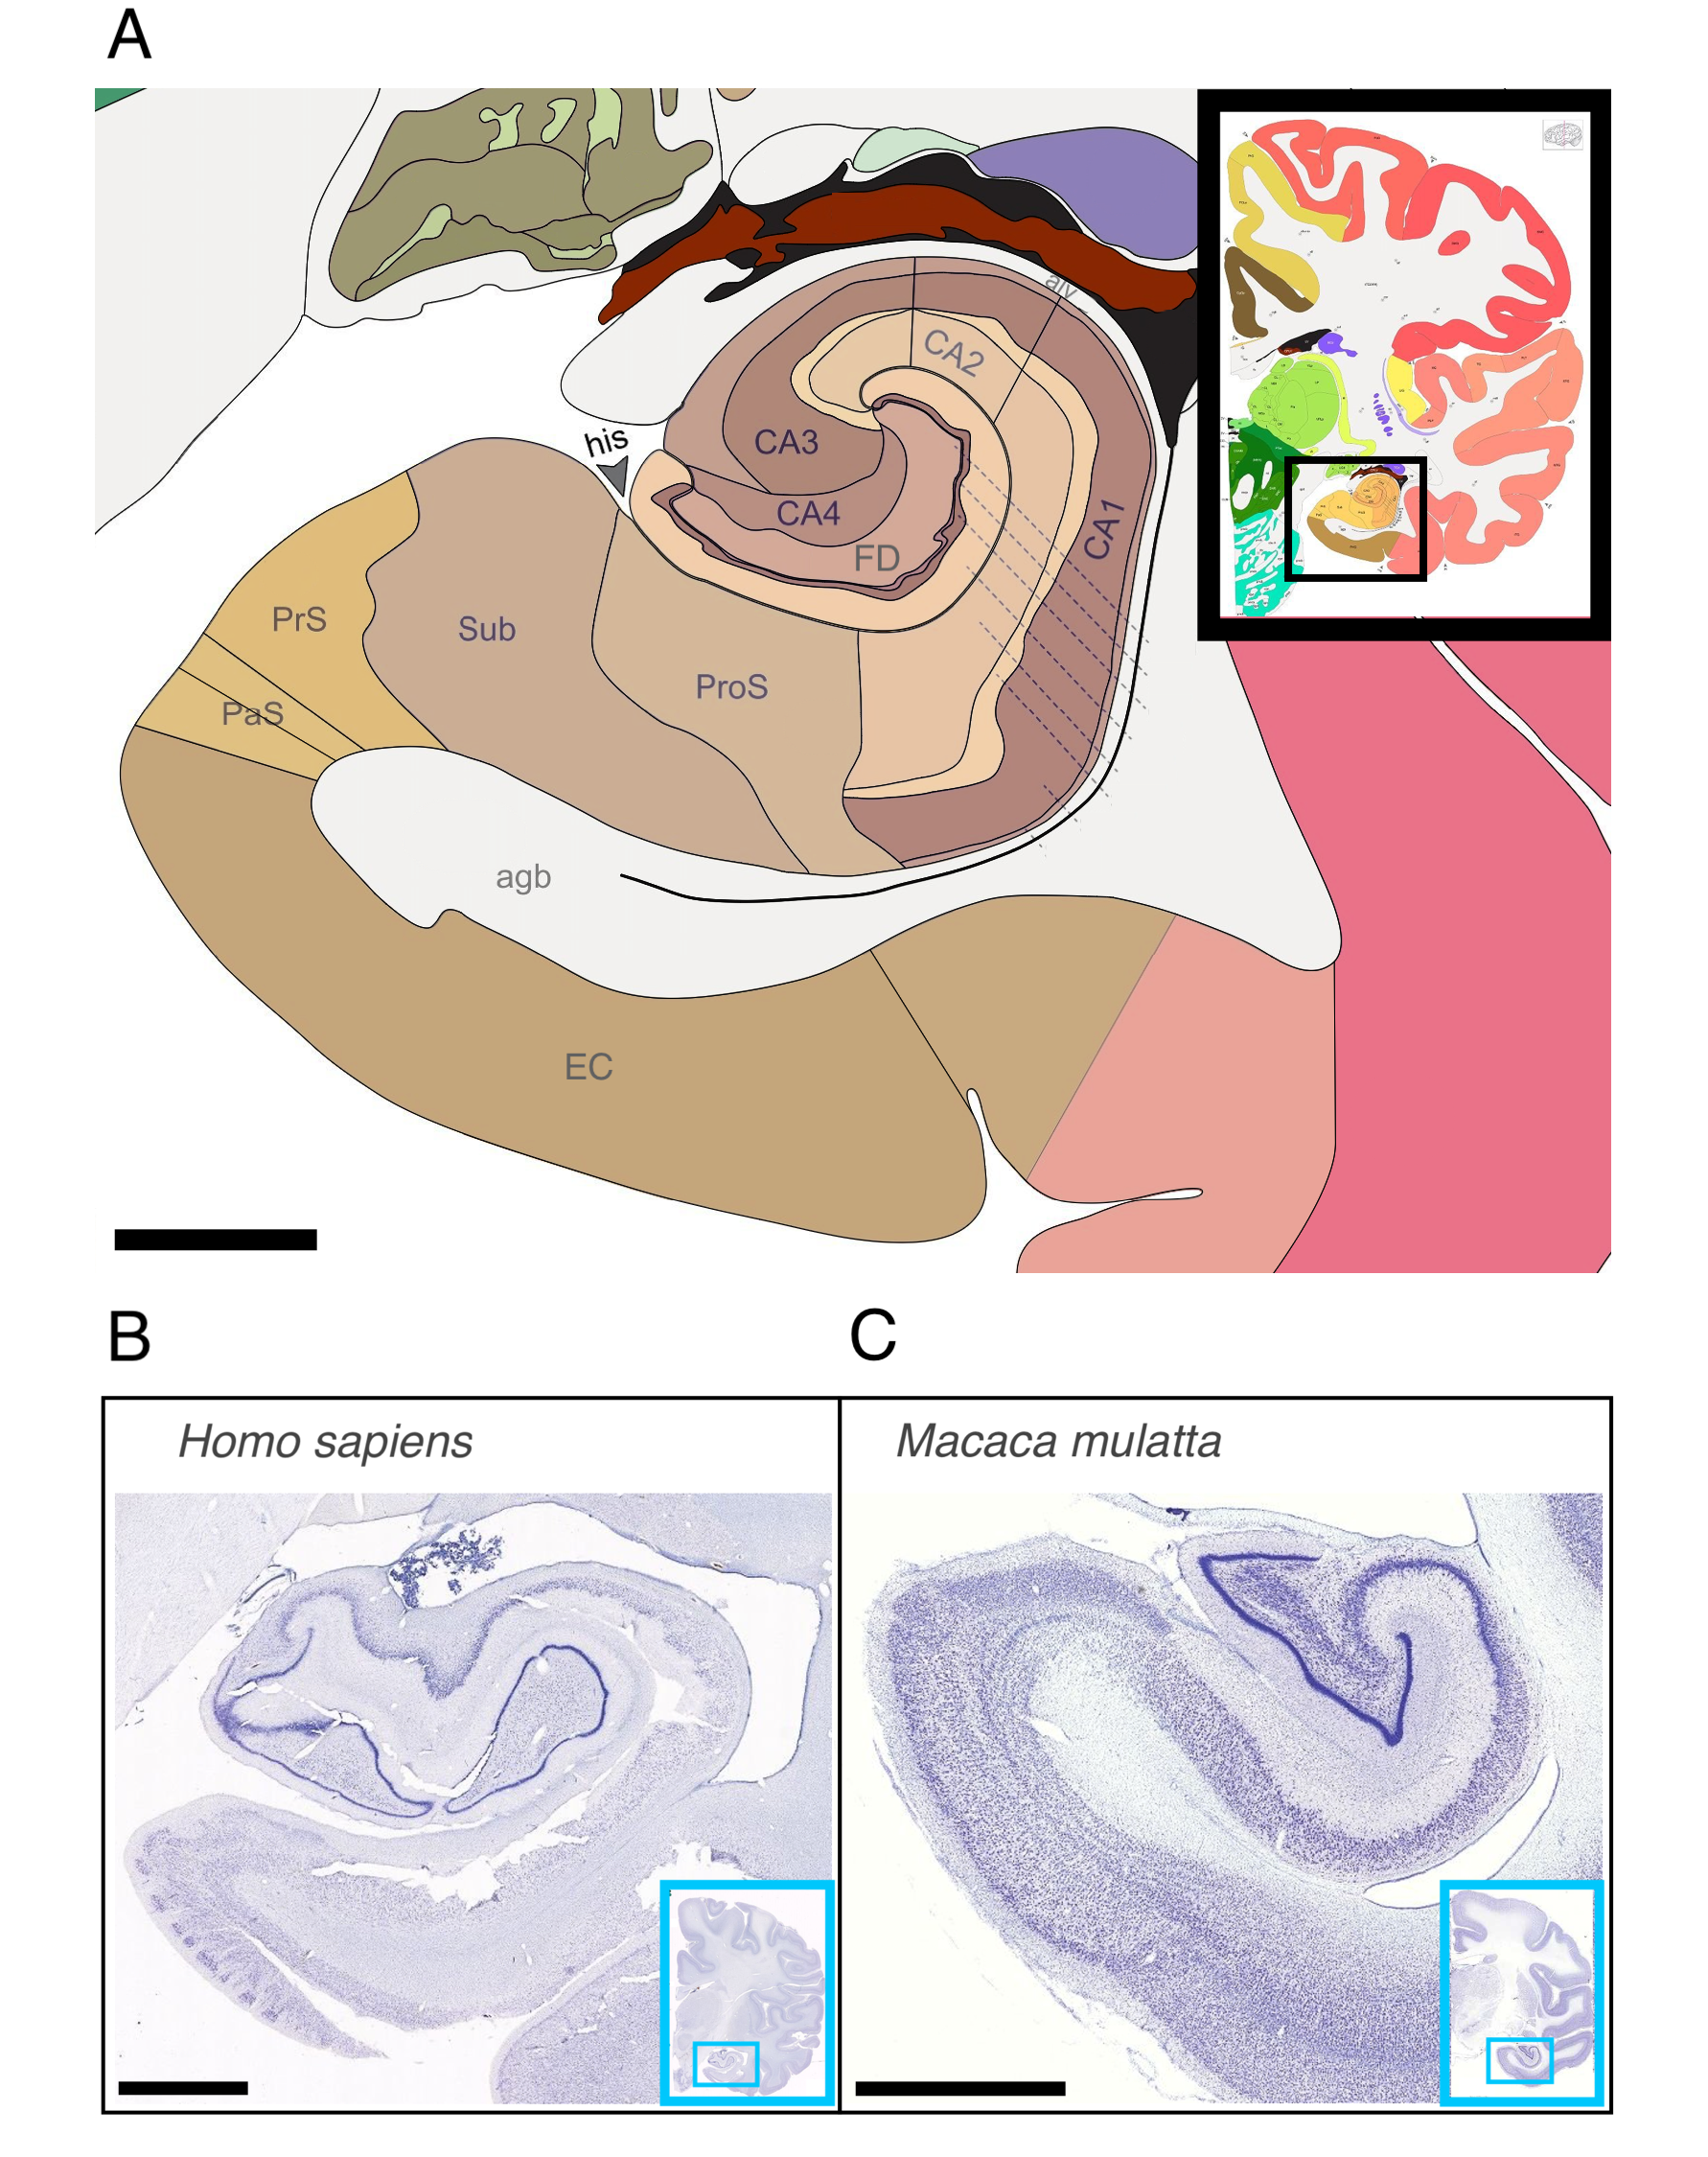 A
alv
CA2
his
CA3
CA4
CA1
FD
PrS
Sub
ProS
PaS
agb
EC
B
C
Homo sapiens
Macaca mulatta